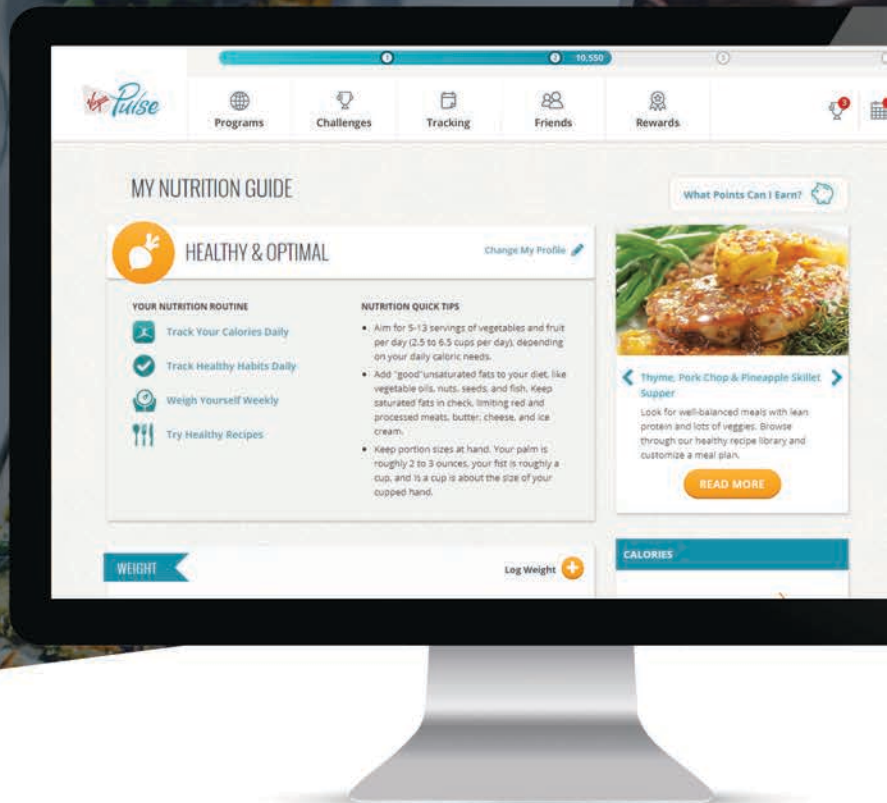 1
2
10,550
3
Virgin Pulse
Programs
Challenges
Tracking
Friends
Rewards
3
MY NUTRITION GUIDE
What Points Can I Earn?
HEALTHY & OPTIMAL
Change My Profile
YOUR NUTRITION ROUTINE
Track Your Calories Daily
Track Healthy Habits Daily
Weigh Yourself Weekly
Try Healthy Recipes
NUTRITION QUICK TIPS
• Aim for 5-13 servings of vegetables and fruit
per day (2.5 to 6.5 cups per day), depending
on your daily caloric needs.
• Add "good"unsaturated fats to your diet, like
vegetable oils, nuts, seeds, and fish. Keep
saturated fats in check, limiting red and
processed meats, butter, cheese, and ice
cream.
• Keep portion sizes at hand. Your palm is
roughly 2 to 3 ounces, your fist is roughly a
cup, and is a cup is about the size of your
cupped hand.
Thyme, Pork Chop & Pineapple Skillet
Supper
Look for well-balanced meals with lean
protein and lots of veggies. Browse
through our healthy recipe library and
customize a meal plan.
READ MORE
WEIGHT
Log Weight
CALORIES